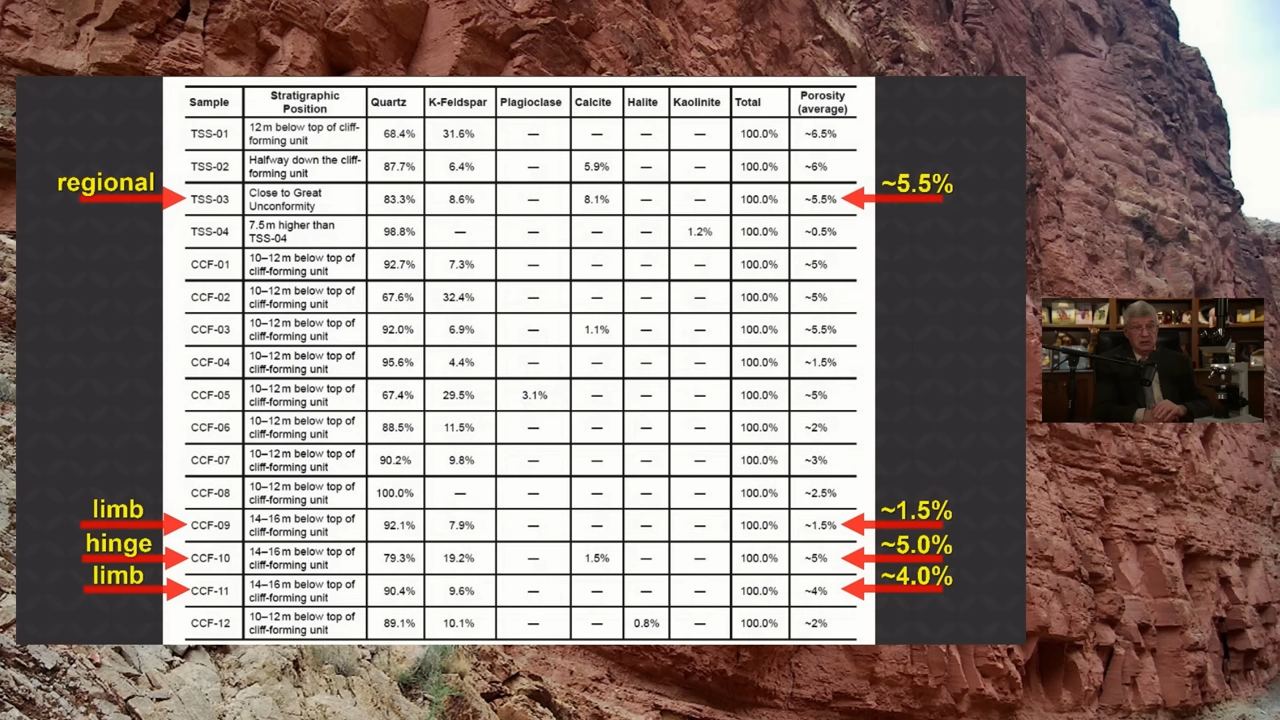 Sample Stratigraphic Position Quartz K-Feldspar Plagioclase Calcite Halite Kaolinite Total Porosity (average)
TSS-01 12 m below top of cliff-forming unit 68.4% 31.6% — — — — 100.0% ~6.5%
TSS-02 Halfway down the cliff-forming unit 87.7% 6.4% — 5.9% — — 100.0% ~6%
regional TSS-03 Close to Great Unconformity 83.3% 8.6% — 8.1% — — 100.0% ~5.5% ~5.5%
TSS-04 7.5 m higher than TSS-04 98.8% — — — — 1.2% 100.0% ~0.5%
CCF-01 10–12 m below top of cliff-forming unit 92.7% 7.3% — — — — 100.0% ~5%
CCF-02 10–12 m below top of cliff-forming unit 67.6% 32.4% — — — — 100.0% ~5%
CCF-03 10–12 m below top of cliff-forming unit 92.0% 6.9% — 1.1% — — 100.0% ~5.5%
CCF-04 10–12 m below top of cliff-forming unit 95.6% 4.4% — — — — 100.0% ~1.5%
CCF-05 10–12 m below top of cliff-forming unit 67.4% 29.5% 3.1% — — — 100.0% ~5%
CCF-06 10–12 m below top of cliff-forming unit 88.5% 11.5% — — — — 100.0% ~2%
CCF-07 10–12 m below top of cliff-forming unit 90.2% 9.8% — — — — 100.0% ~3%
CCF-08 10–12 m below top of cliff-forming unit 100.0% — — — — — 100.0% ~2.5%
limb CCF-09 14–16 m below top of cliff-forming unit 92.1% 7.9% — — — — 100.0% ~1.5% ~1.5%
hinge CCF-10 14–16 m below top of cliff-forming unit 79.3% 19.2% — 1.5% — — 100.0% ~5% ~5.0%
limb CCF-11 14–16 m below top of cliff-forming unit 90.4% 9.6% — — — — 100.0% ~4% ~4.0%
CCF-12 10–12 m below top of cliff-forming unit 89.1% 10.1% — — 0.8% — 100.0% ~2%